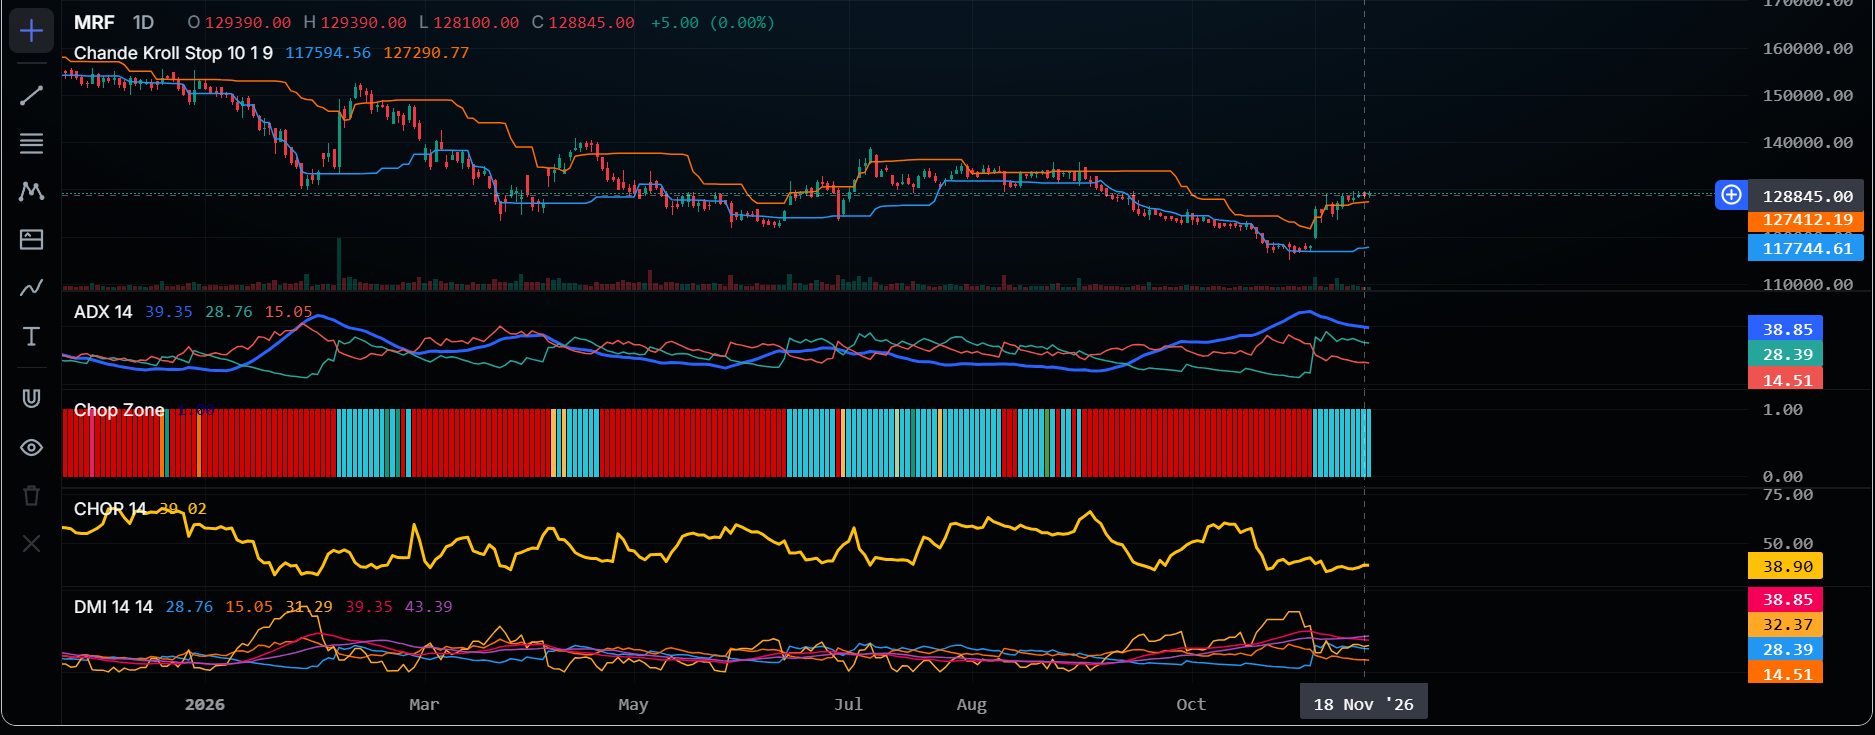 MRF 1D O 129390.00 H 129390.00 L 128100.00 C 128845.00 +5.00 (0.00%)
Chande Kroll Stop 10 1 9 117594.56 127290.77
170000.00
160000.00
150000.00
140000.00
128845.00
127412.19
117744.61
110000.00
ADX 14 39.35 28.76 15.05
38.85
28.39
14.51
Chop Zone 1.00
1.00
0.00
CHOP 14 39.02
75.00
50.00
38.90
DMI 14 14 28.76 15.05 31.29 39.35 43.39
38.85
32.37
28.39
14.51
2026 Mar May Jul Aug Oct 18 Nov '26